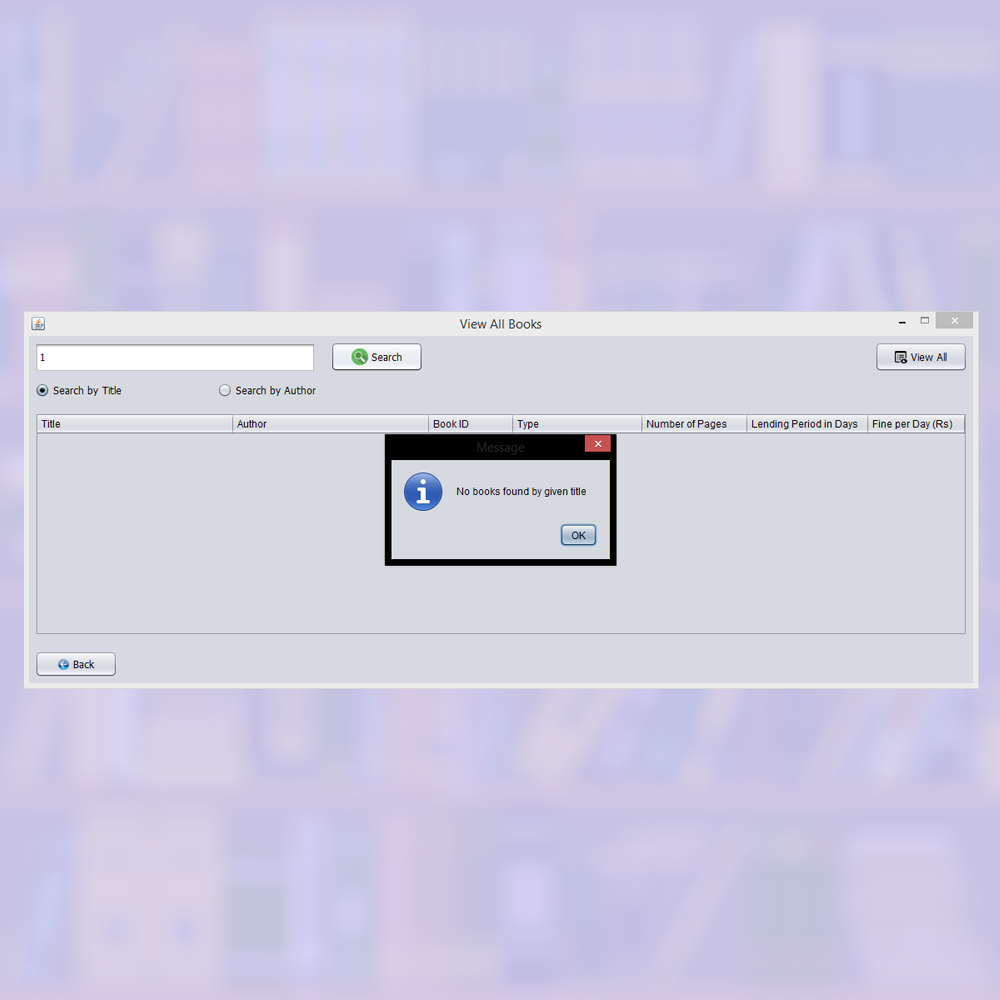 View All Books
1
Search
View All
Search by Title
Search by Author
Title Author Book ID Type Number of Pages Lending Period in Days Fine per Day (Rs)
Message
No books found by given title
OK
Back